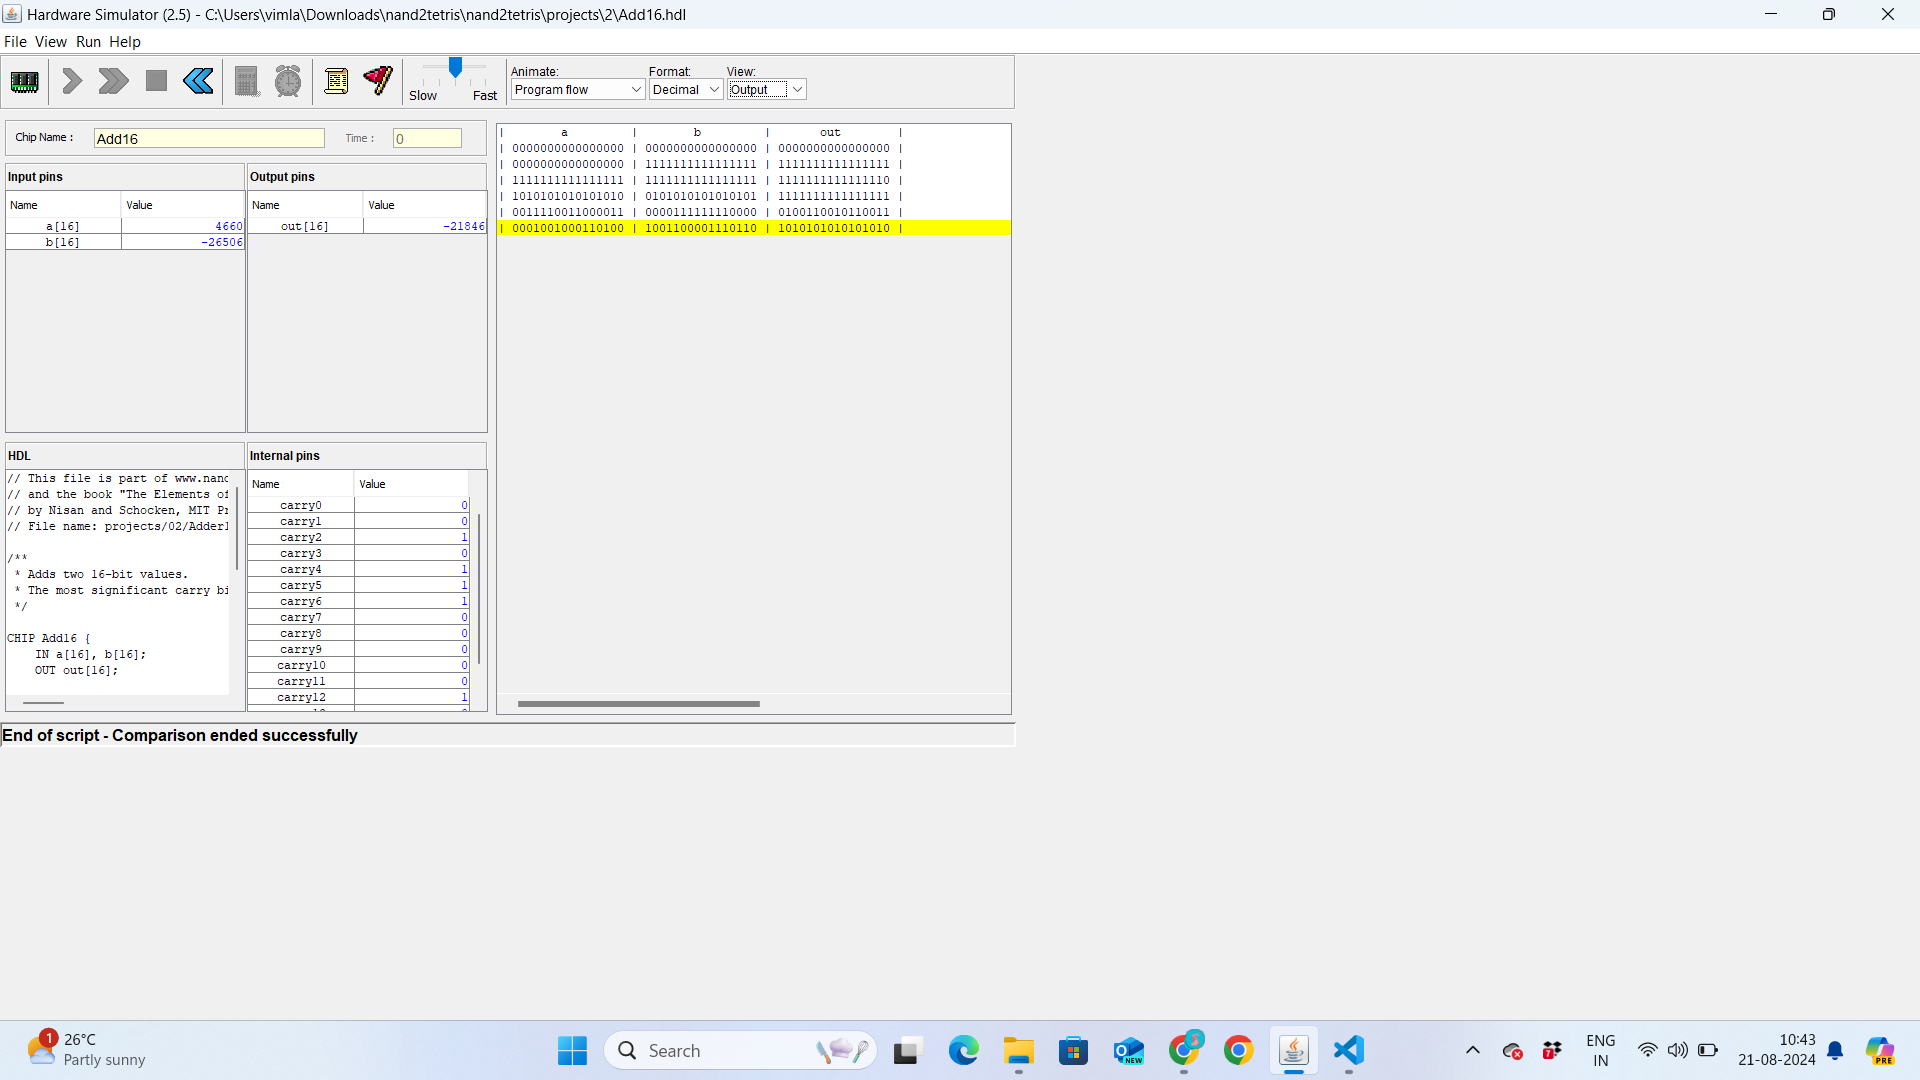 Hardware Simulator (2.5) - C:\Users\vimla\Downloads\nand2tetris\nand2tetris\projects\2\Add16.hdl
File View Run Help
Slow Fast
Animate: Format: View:
Program flow Decimal Output
Chip Name : Add16 Time : 0
Input pins
Name Value
a[16] 4660
b[16] -26506
Output pins
Name Value
out[16] -21846
| a | b | out |
| 0000000000000000 | 0000000000000000 | 0000000000000000 |
| 0000000000000000 | 1111111111111111 | 1111111111111111 |
| 1111111111111111 | 1111111111111111 | 1111111111111110 |
| 1010101010101010 | 0101010101010101 | 1111111111111111 |
| 0011110011000011 | 0000111111110000 | 0100110010110011 |
| 0001001000110100 | 1001100001110110 | 1010101010101010 |
HDL
// This file is part of www.nand
// and the book "The Elements of
// by Nisan and Schocken, MIT Pr
// File name: projects/02/Adder1
/**
* Adds two 16-bit values.
* The most significant carry bi
*/
CHIP Add16 {
IN a[16], b[16];
OUT out[16];
Internal pins
Name Value
carry0 0
carry1 0
carry2 1
carry3 0
carry4 1
carry5 1
carry6 1
carry7 0
carry8 0
carry9 0
carry10 0
carry11 0
carry12 1
End of script - Comparison ended successfully
1
26°C
Partly sunny
Search
NEW
7
ENG
IN
10:43
21-08-2024
PRE